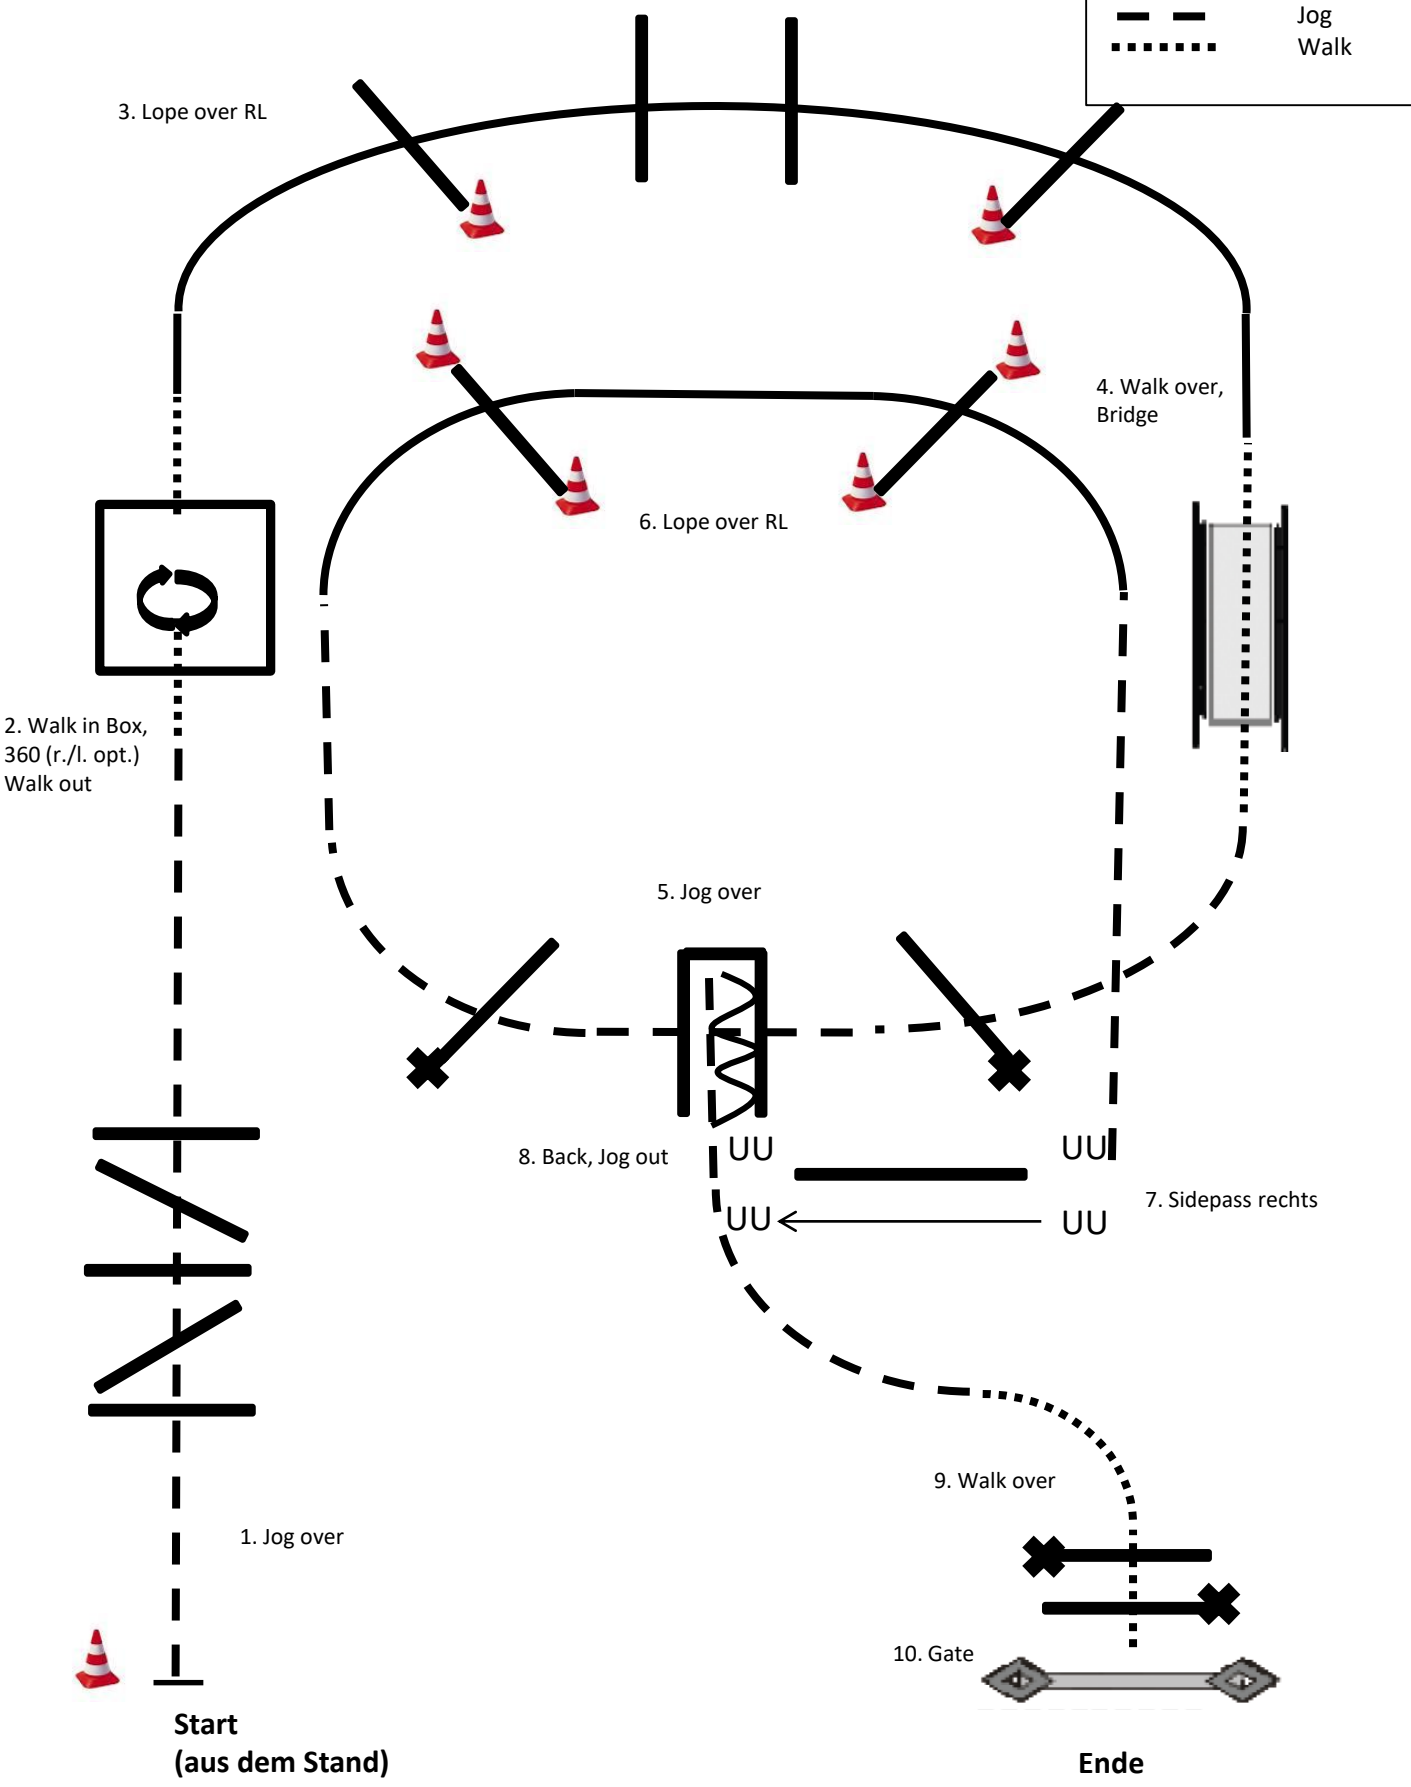 Jog
Walk
3. Lope over RL
4. Walk over,
Bridge
6. Lope over RL
2. Walk in Box,
360 (r./l. opt.)
Walk out
5. Jog over
8. Back, Jog out
UU
UU
7. Sidepass rechts
UU
UU
9. Walk over
1. Jog over
10. Gate
Start
(aus dem Stand)
Ende